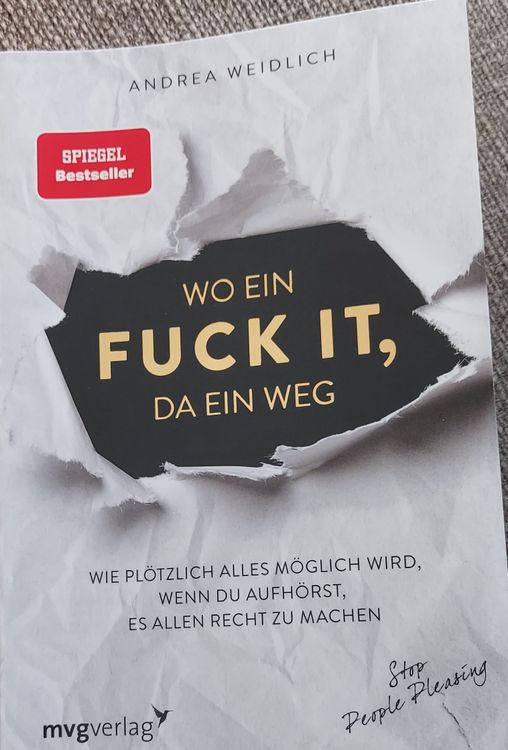 ANDREA WEIDLICH
SPIEGEL
Bestseller
WO EIN
FUCK IT,
DA EIN WEG
WIE PLÖTZLICH ALLES MÖGLICH WIRD,
WENN DU AUFHÖRST,
ES ALLEN RECHT ZU MACHEN
Stop
People Pleasing
mvgverlag